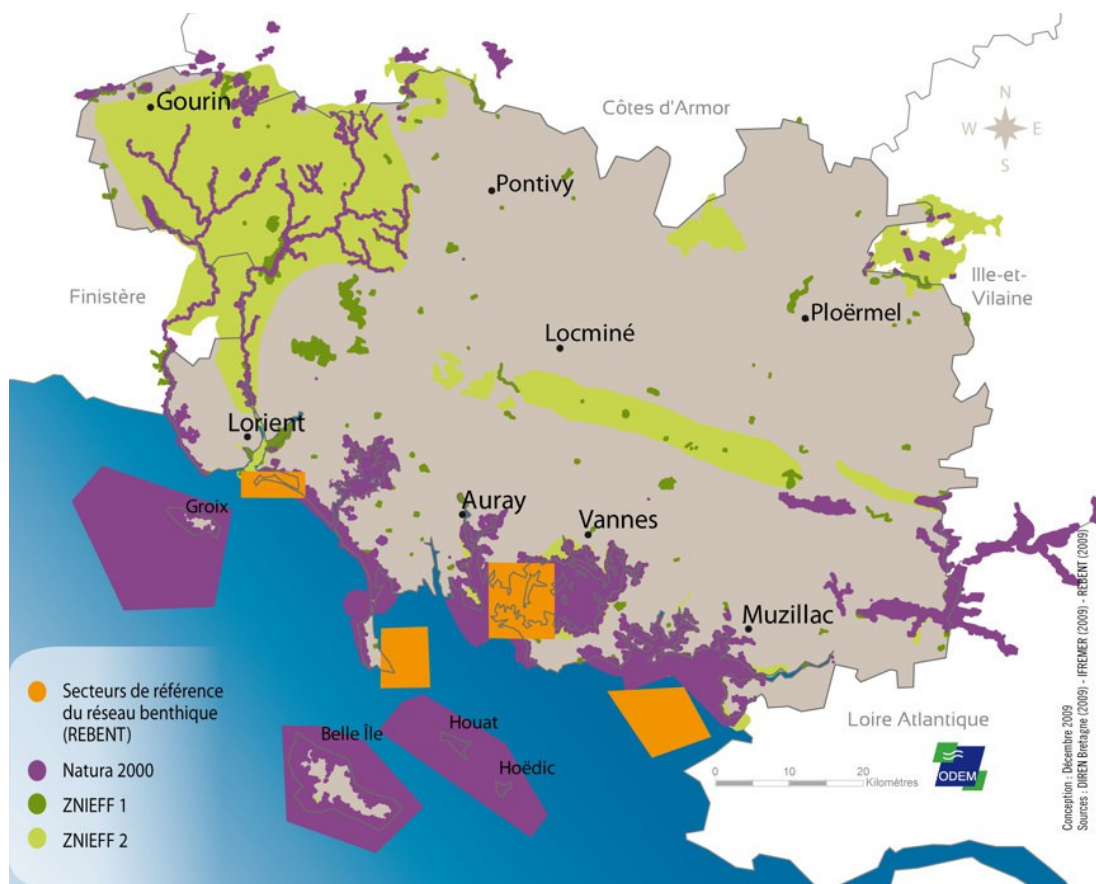 Gourin
Côtes d'Armor
N
W E
S
Pontivy
Finistère
Ille-et-
Vilaine
Ploërmel
Locminé
Lorient
Auray
Groix
Vannes
Muzillac
Secteurs de référence
du réseau benthique
(REBENT)
Natura 2000
ZNIEFF 1
ZNIEFF 2
Belle Île
Houat
Hoëdic
Loire Atlantique
0 10 20
Kilomètres
ODEM
Conception : Décembre 2009
Sources : DIREN Bretagne (2009) - IFREMER (2009) - REBENT (2009)